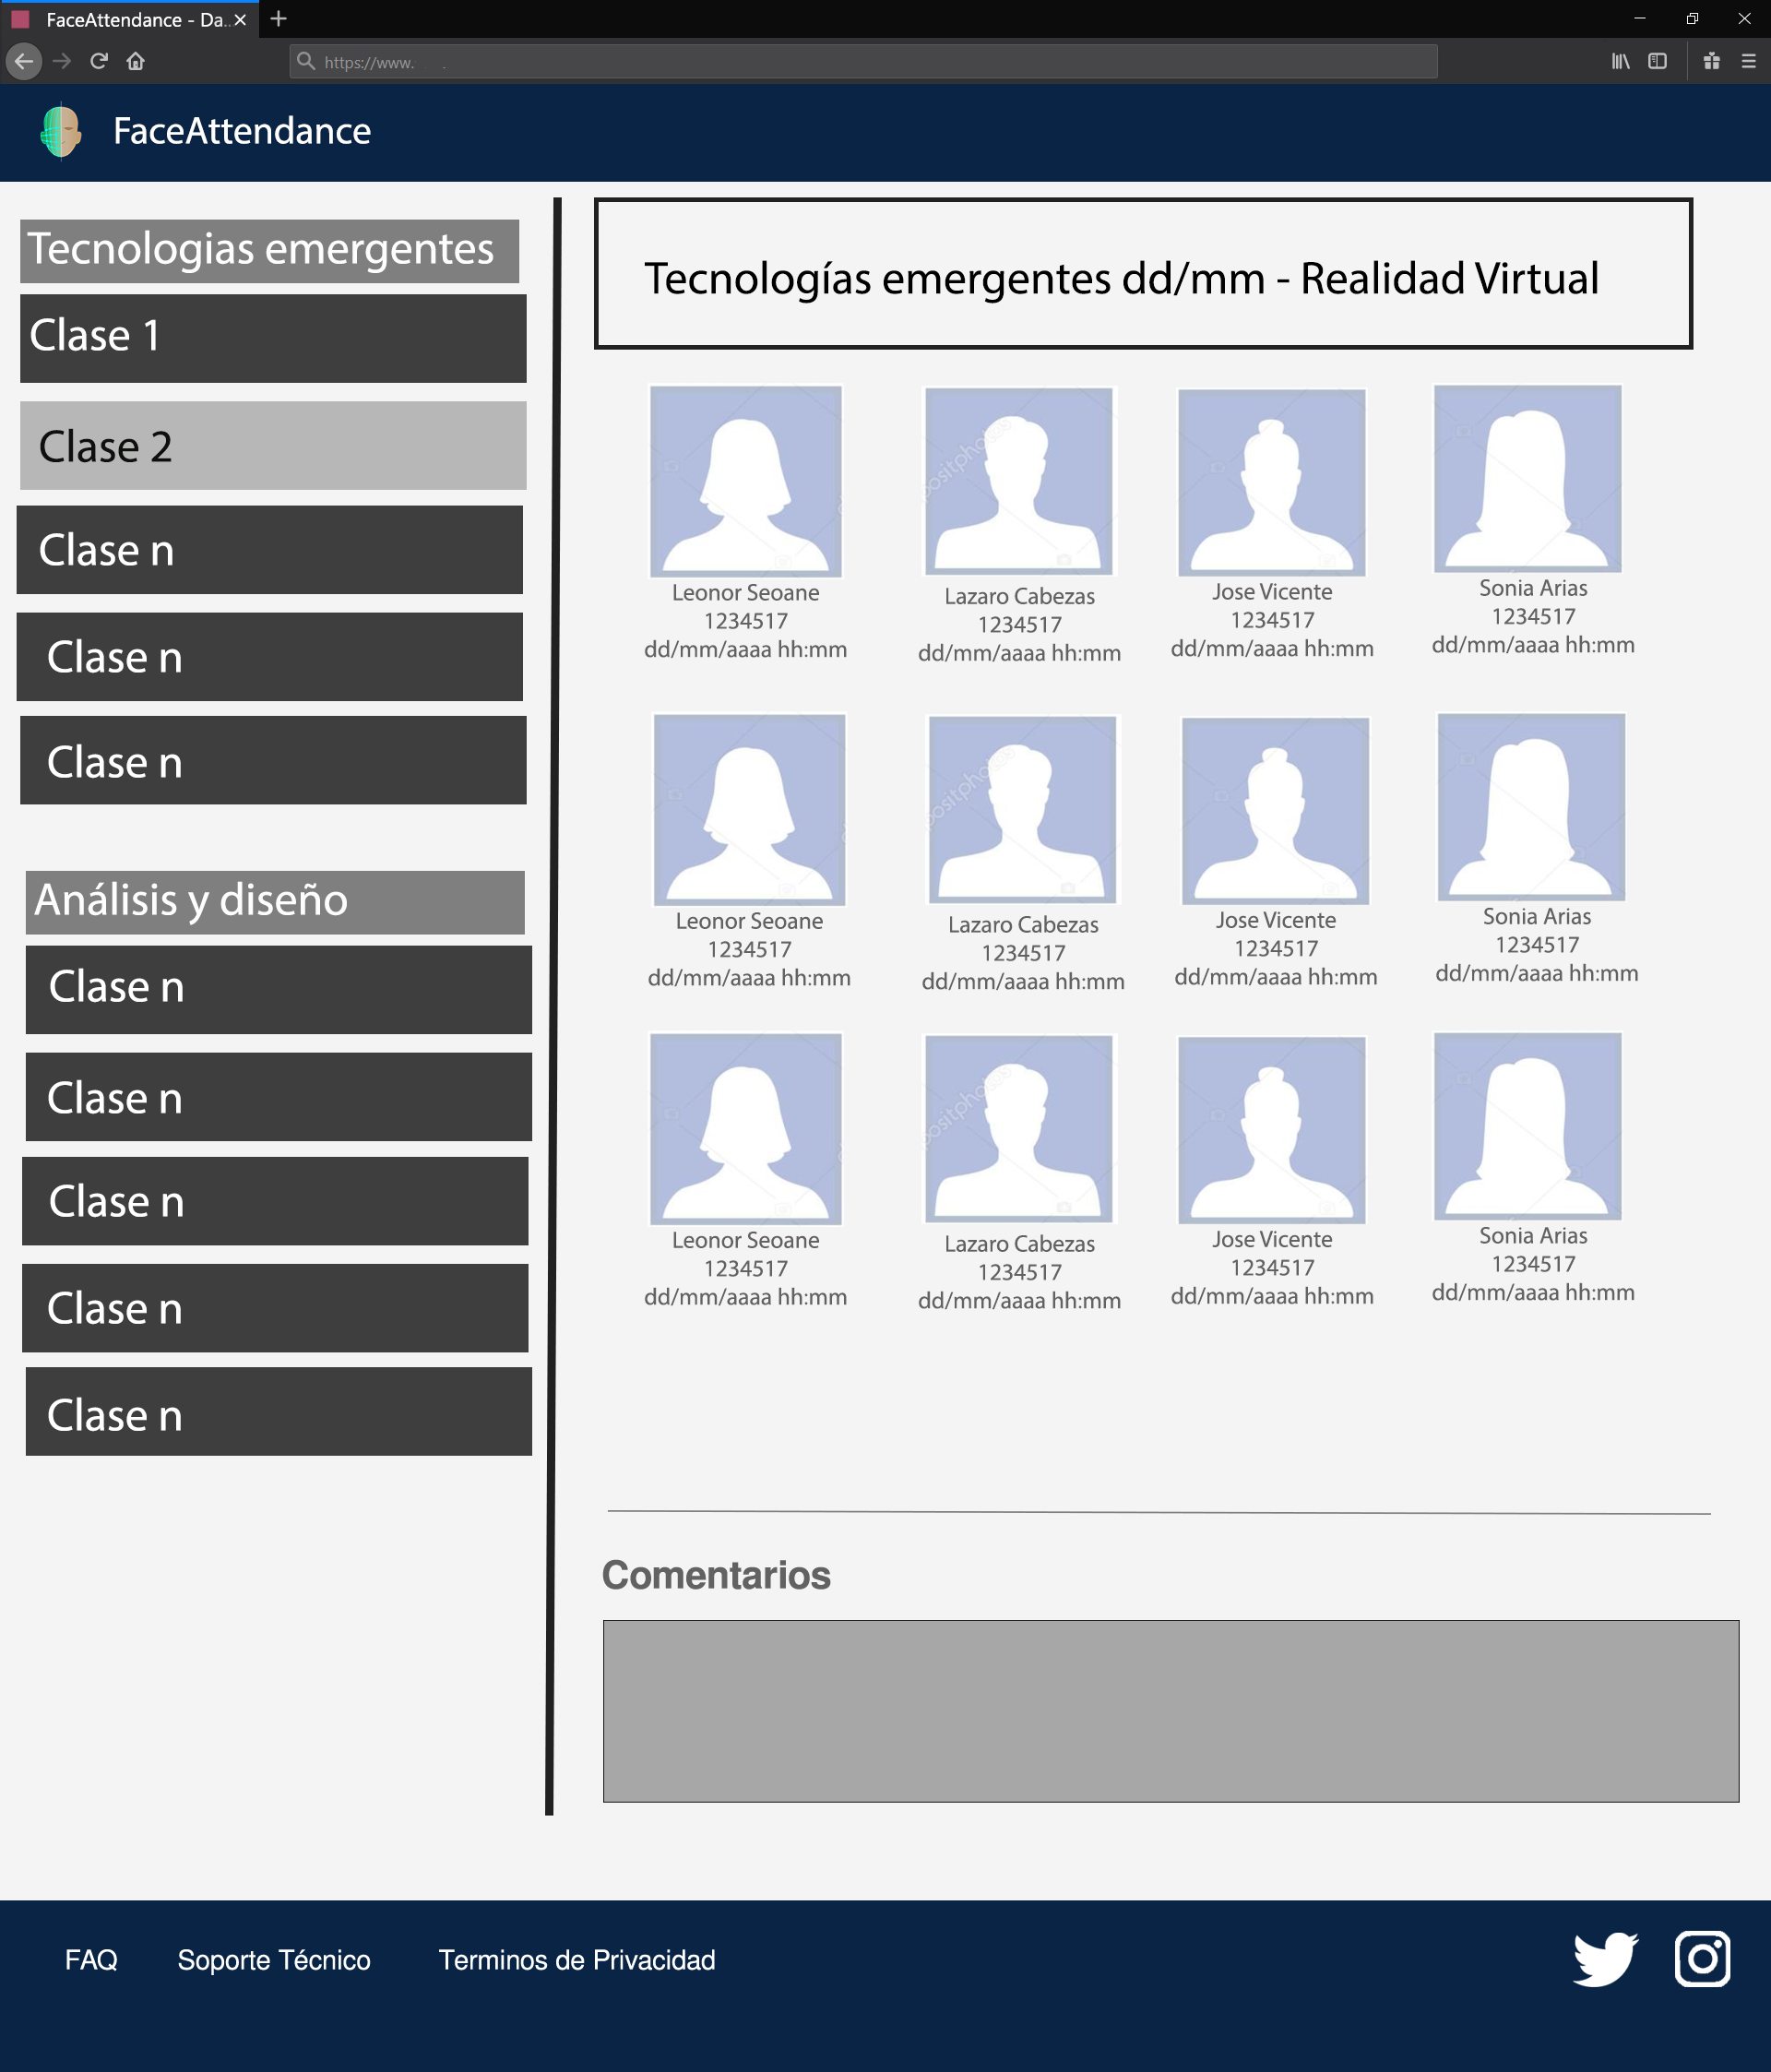 FaceAttendance - Da..
https://www.
FaceAttendance
Tecnologias emergentes
Clase 1
Clase 2
Clase n
Clase n
Clase n
Análisis y diseño
Clase n
Clase n
Clase n
Clase n
Clase n
Tecnologías emergentes dd/mm - Realidad Virtual
Leonor Seoane
1234517
dd/mm/aaaa hh:mm
Lazaro Cabezas
1234517
dd/mm/aaaa hh:mm
Jose Vicente
1234517
dd/mm/aaaa hh:mm
Sonia Arias
1234517
dd/mm/aaaa hh:mm
Leonor Seoane
1234517
dd/mm/aaaa hh:mm
Lazaro Cabezas
1234517
dd/mm/aaaa hh:mm
Jose Vicente
1234517
dd/mm/aaaa hh:mm
Sonia Arias
1234517
dd/mm/aaaa hh:mm
Leonor Seoane
1234517
dd/mm/aaaa hh:mm
Lazaro Cabezas
1234517
dd/mm/aaaa hh:mm
Jose Vicente
1234517
dd/mm/aaaa hh:mm
Sonia Arias
1234517
dd/mm/aaaa hh:mm
Comentarios
FAQ
Soporte Técnico
Terminos de Privacidad